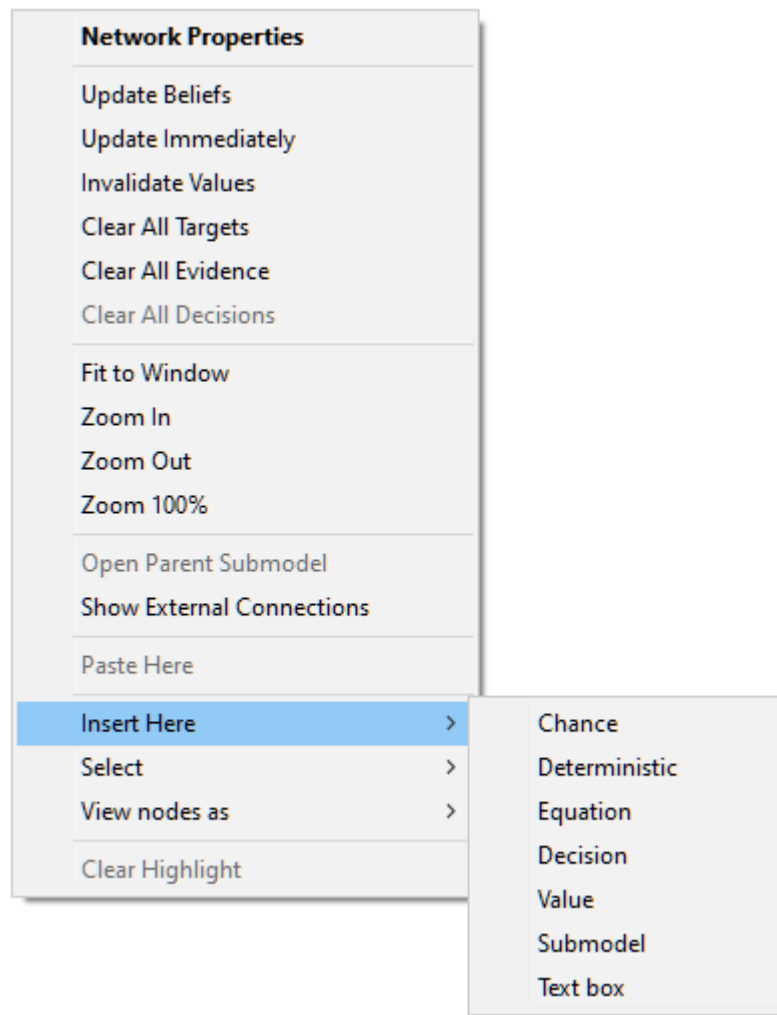 Network Properties
Update Beliefs
Update Immediately
Invalidate Values
Clear All Targets
Clear All Evidence
Clear All Decisions
Fit to Window
Zoom In
Zoom Out
Zoom 100%
Open Parent Submodel
Show External Connections
Paste Here
Insert Here
Select
View nodes as
Clear Highlight
Chance
Deterministic
Equation
Decision
Value
Submodel
Text box